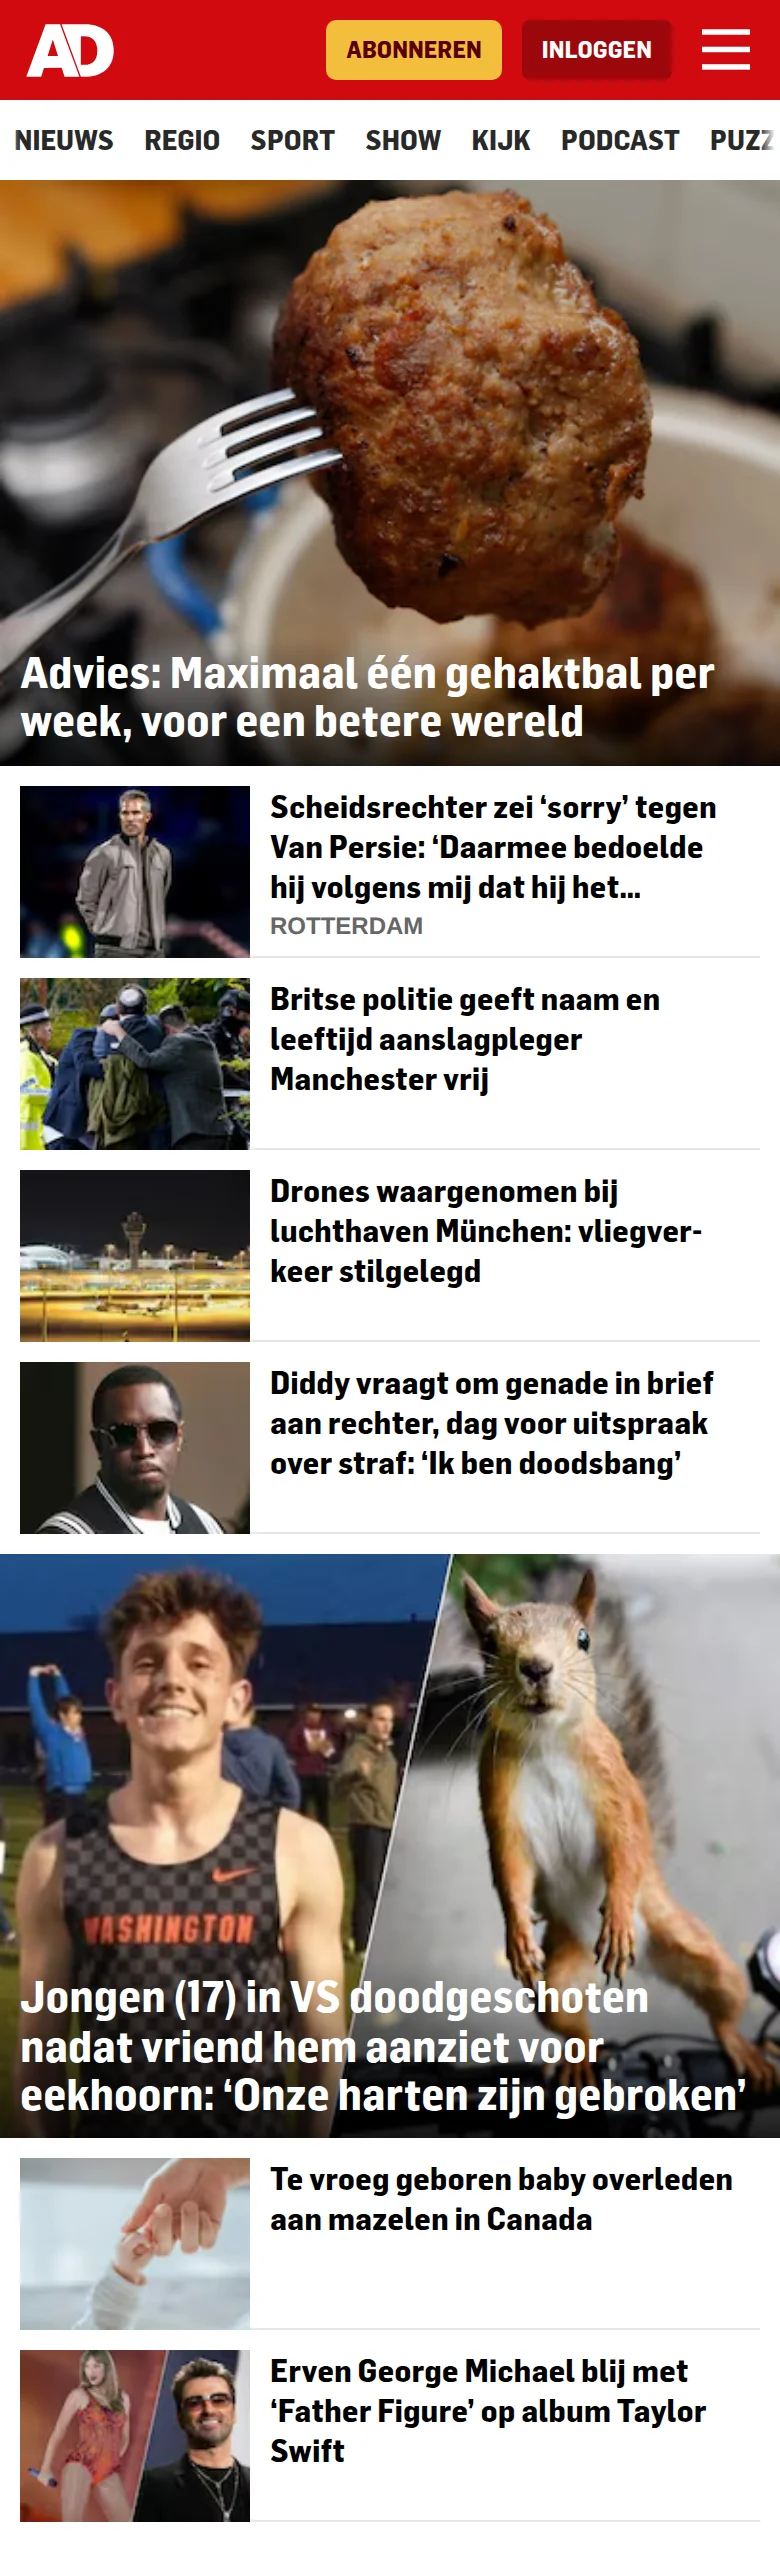 AD
ABONNEREN
INLOGGEN
NIEUWS REGIO SPORT SHOW KIJK PODCAST PUZZ
Advies: Maximaal één gehaktbal per
week, voor een betere wereld
Scheidsrechter zei ‘sorry’ tegen
Van Persie: ‘Daarmee bedoelde
hij volgens mij dat hij het...
ROTTERDAM
Britse politie geeft naam en
leeftijd aanslagpleger
Manchester vrij
Drones waargenomen bij
luchthaven München: vliegver-
keer stilgelegd
Diddy vraagt om genade in brief
aan rechter, dag voor uitspraak
over straf: ‘Ik ben doodsbang’
WASHINGTON
Jongen (17) in VS doodgeschoten
nadat vriend hem aanziet voor
eekhoorn: ‘Onze harten zijn gebroken’
Te vroeg geboren baby overleden
aan mazelen in Canada
Erven George Michael blij met
‘Father Figure’ op album Taylor
Swift